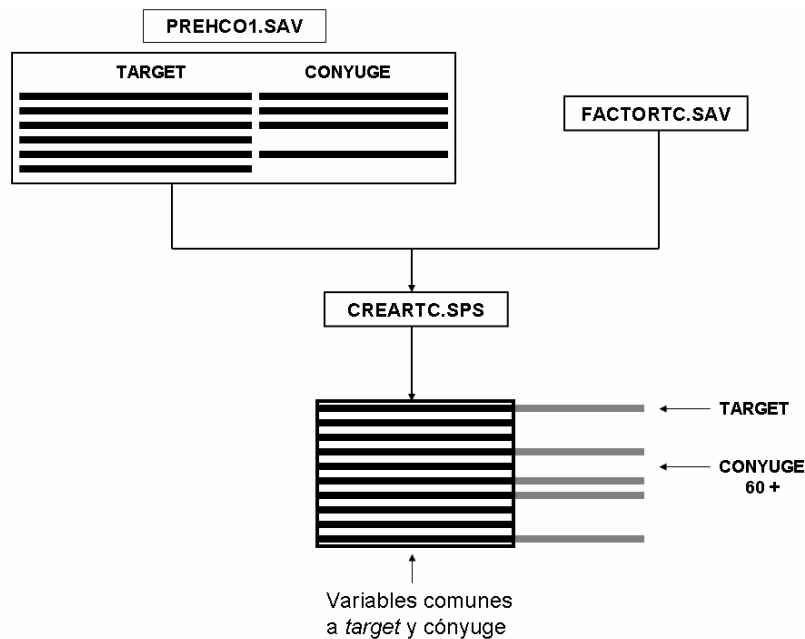 PREHCO1.SAV
TARGET
CONYUGE
FACTORTC.SAV
CREARTC.SPS
TARGET
CONYUGE
60 +
Variables comunes
a target y cónyuge